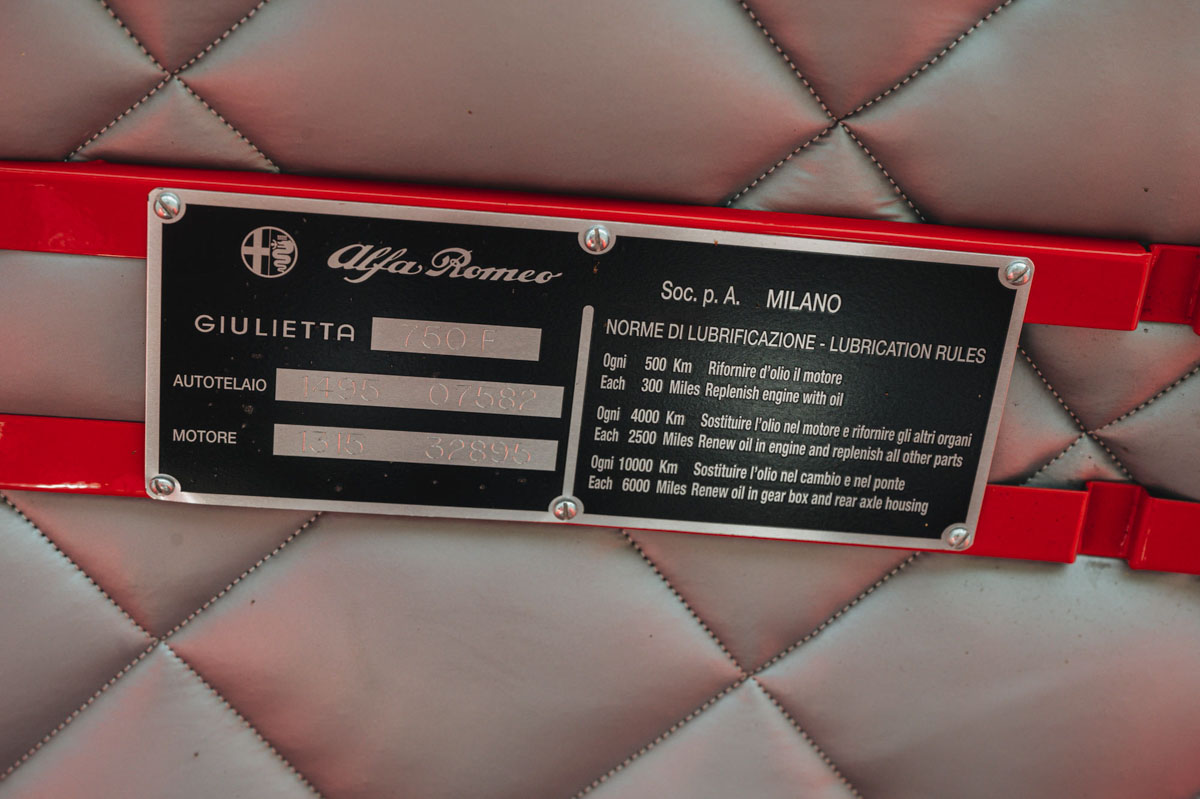 Alfa Romeo
GIULIETTA 750 F
AUTOTELAIO 1495 07582
MOTORE 1315 32895
Soc. p. A. MILANO
NORME DI LUBRIFICAZIONE - LUBRICATION RULES
Ogni 500 Km Rifornire d'olio il motore
Each 300 Miles Replenish engine with oil
Ogni 4000 Km Sostituire l'olio nel motore e rifornire gli altri organi
Each 2500 Miles Renew oil in engine and replenish all other parts
Ogni 10000 Km Sostituire l'olio nel cambio e nel ponte
Each 6000 Miles Renew oil in gear box and rear axle housing